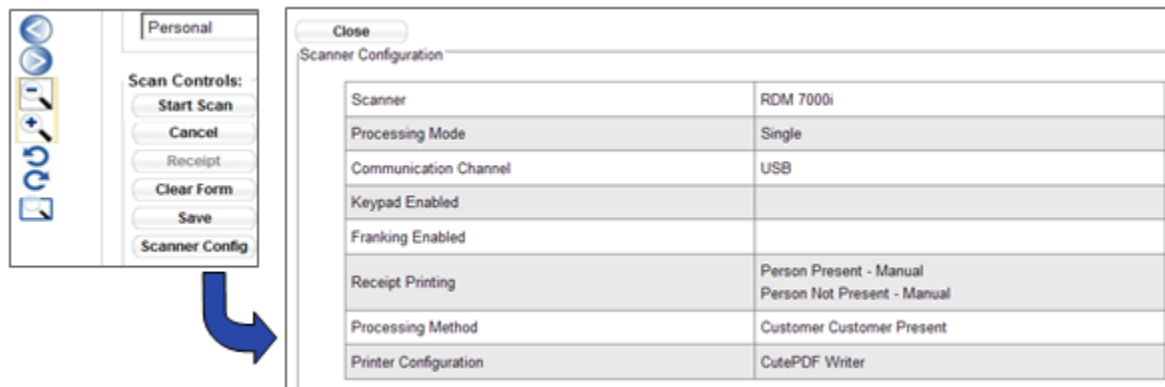 Personal
Scan Controls:
Start Scan
Cancel
Receipt
Clear Form
Save
Scanner Config
Close
Scanner Configuration
Scanner RDM 7000i
Processing Mode Single
Communication Channel USB
Keypad Enabled
Franking Enabled
Receipt Printing Person Present - Manual
Person Not Present - Manual
Processing Method Customer Customer Present
Printer Configuration CutePDF Writer